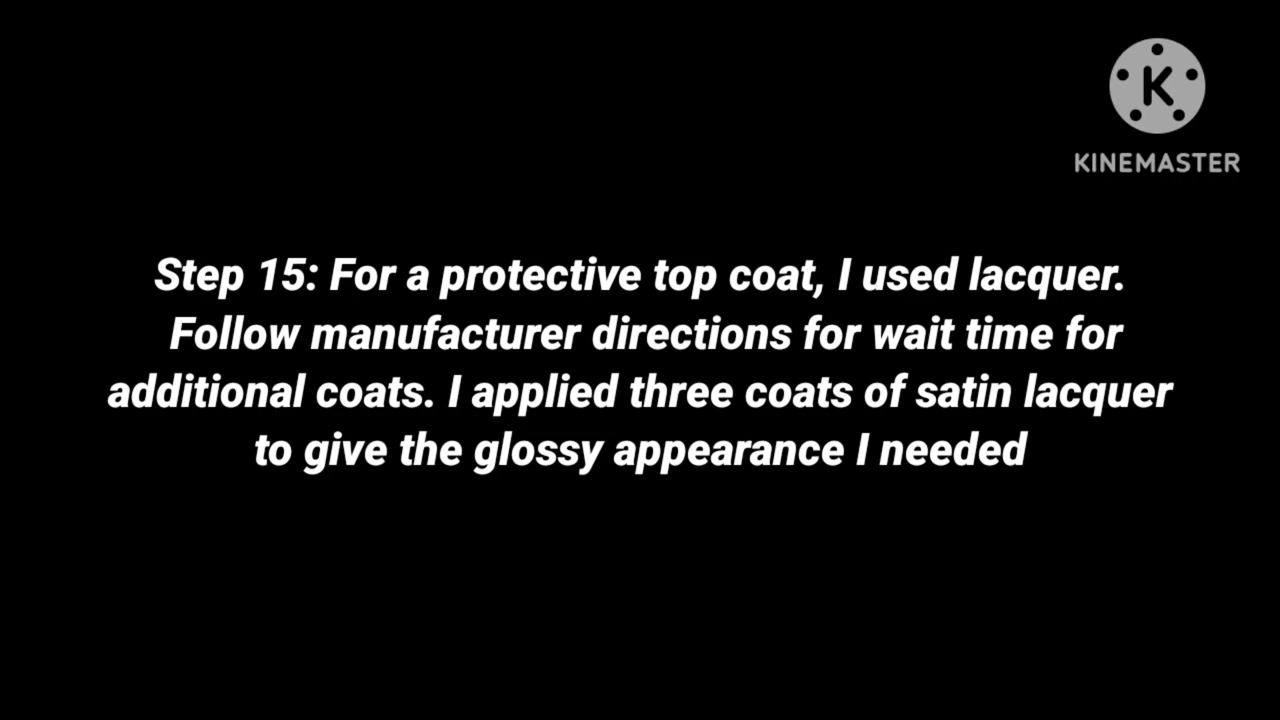 K
KINEMASTER
Step 15: For a protective top coat, I used lacquer.
Follow manufacturer directions for wait time for
additional coats. I applied three coats of satin lacquer
to give the glossy appearance I needed